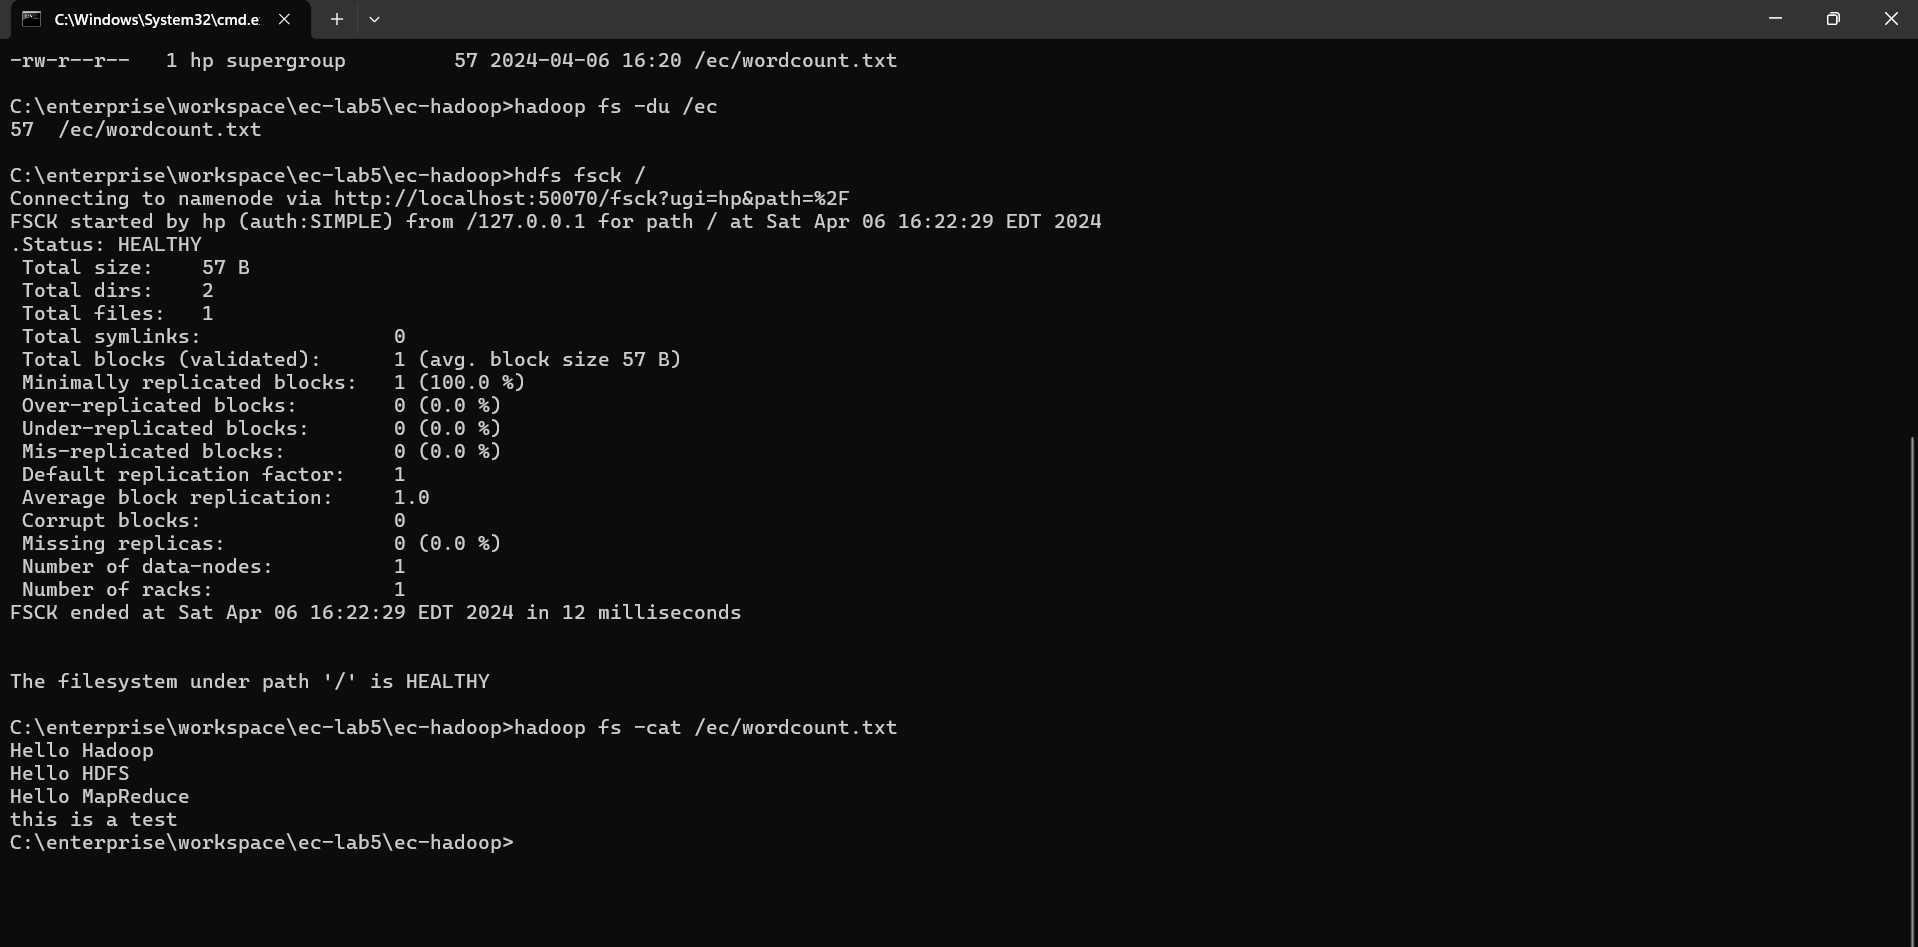 C:\Windows\System32\cmd.e
-rw-r--r--   1 hp supergroup         57 2024-04-06 16:20 /ec/wordcount.txt
C:\enterprise\workspace\ec-lab5\ec-hadoop>hadoop fs -du /ec
57  /ec/wordcount.txt
C:\enterprise\workspace\ec-lab5\ec-hadoop>hdfs fsck /
Connecting to namenode via http://localhost:50070/fsck?ugi=hp&path=%2F
FSCK started by hp (auth:SIMPLE) from /127.0.0.1 for path / at Sat Apr 06 16:22:29 EDT 2024
.Status: HEALTHY
 Total size:    57 B
 Total dirs:    2
 Total files:   1
 Total symlinks:                0
 Total blocks (validated):      1 (avg. block size 57 B)
 Minimally replicated blocks:   1 (100.0 %)
 Over-replicated blocks:        0 (0.0 %)
 Under-replicated blocks:       0 (0.0 %)
 Mis-replicated blocks:         0 (0.0 %)
 Default replication factor:    1
 Average block replication:     1.0
 Corrupt blocks:                0
 Missing replicas:              0 (0.0 %)
 Number of data-nodes:          1
 Number of racks:               1
FSCK ended at Sat Apr 06 16:22:29 EDT 2024 in 12 milliseconds
The filesystem under path '/' is HEALTHY
C:\enterprise\workspace\ec-lab5\ec-hadoop>hadoop fs -cat /ec/wordcount.txt
Hello Hadoop
Hello HDFS
Hello MapReduce
this is a test
C:\enterprise\workspace\ec-lab5\ec-hadoop>